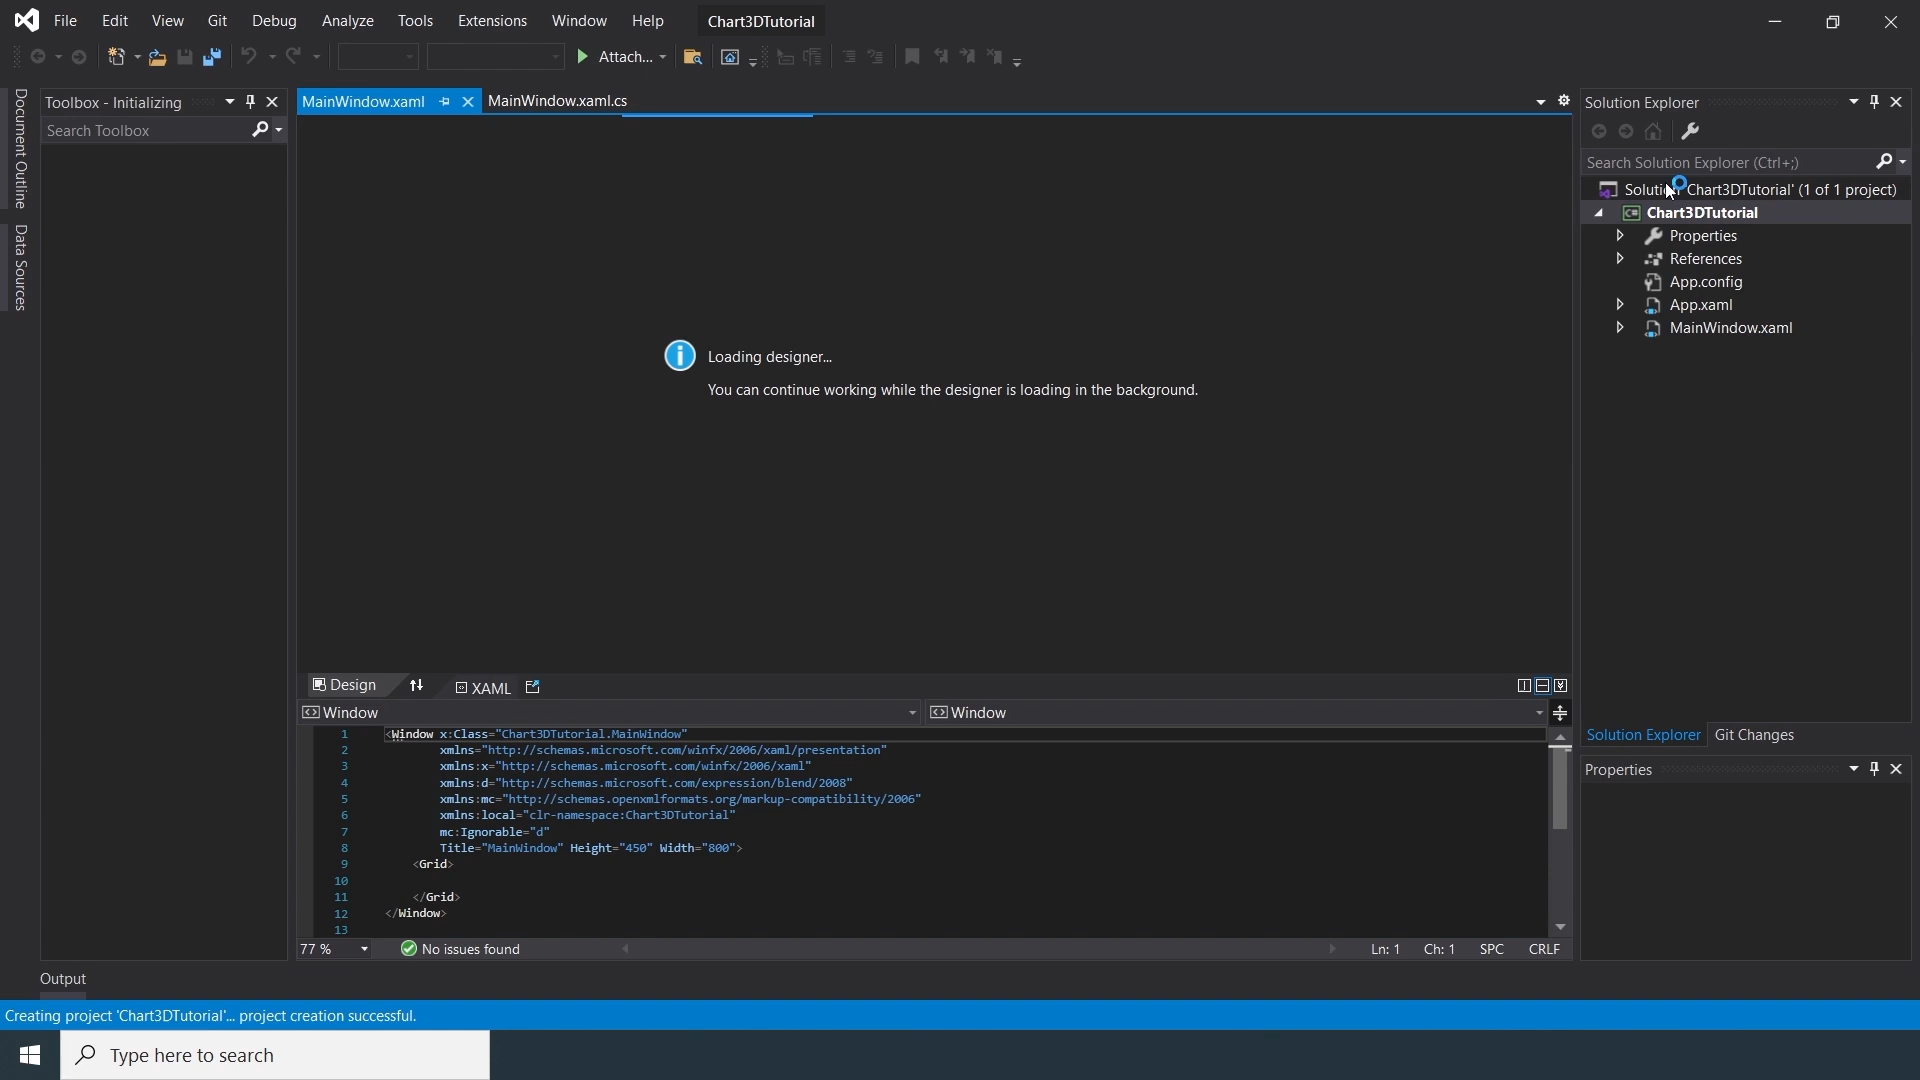 File Edit View Git Debug Analyze Tools Extensions Window Help Chart3DTutorial
Attach...
Document Outline
Data Sources
Toolbox - Initializing
Search Toolbox
MainWindow.xaml MainWindow.xaml.cs
Loading designer...
You can continue working while the designer is loading in the background.
Design XAML
Window Window
1 <Window x:Class="Chart3DTutorial.MainWindow"
2 xmlns="http://schemas.microsoft.com/winfx/2006/xaml/presentation"
3 xmlns:x="http://schemas.microsoft.com/winfx/2006/xaml"
4 xmlns:d="http://schemas.microsoft.com/expression/blend/2008"
5 xmlns:mc="http://schemas.openxmlformats.org/markup-compatibility/2006"
6 xmlns:local="clr-namespace:Chart3DTutorial"
7 mc:Ignorable="d"
8 Title="MainWindow" Height="450" Width="800">
9 <Grid>
10
11 </Grid>
12 </Window>
13
77 % No issues found Ln: 1 Ch: 1 SPC CRLF
Solution Explorer
Search Solution Explorer (Ctrl+;)
Chart3DTutorial' (1 of 1 project)
C# Chart3DTutorial
Properties
References
App.config
App.xaml
MainWindow.xaml
Solution Explorer Git Changes
Properties
Output
Creating project 'Chart3DTutorial'... project creation successful.
Type here to search